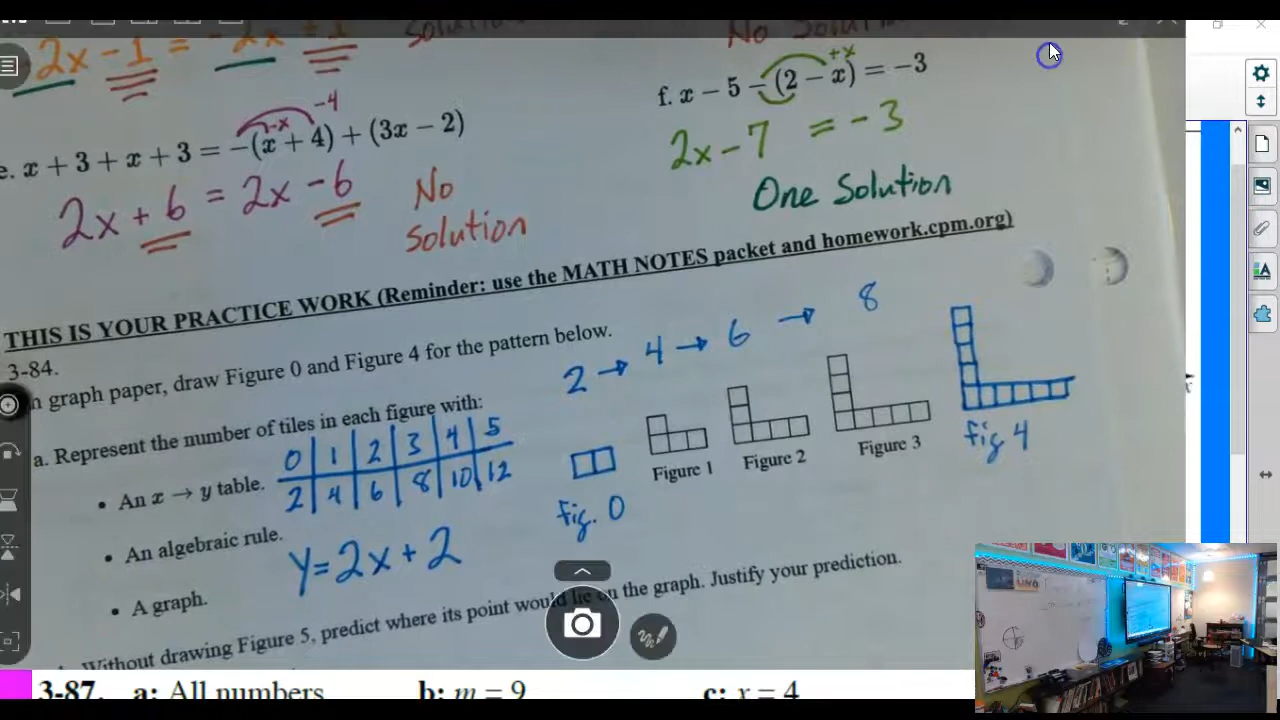 2x - 1 = - 2x + 1
No Solution
f. x − 5 − (2 − x) = −3
+x
2x - 7 = - 3
One Solution
-4
-x
e. x + 3 + x + 3 = −(x + 4) + (3x − 2)
2x + 6 = 2x - 6
No
solution
THIS IS YOUR PRACTICE WORK (Reminder: use the MATH NOTES packet and homework.cpm.org)
3-84.
graph paper, draw Figure 0 and Figure 4 for the pattern below.
2 → 4 → 6 → 8
a. Represent the number of tiles in each figure with:
0 1 2 3 4 5
2 4 6 8 10 12
• An x → y table.
• An algebraic rule.
y = 2x + 2
• A graph.
fig. 0
Figure 1
Figure 2
Figure 3
fig 4
Without drawing Figure 5, predict where its point would lie on the graph. Justify your prediction.
3-87. a: All numbers b: m = 9 c: x = 4
UNO